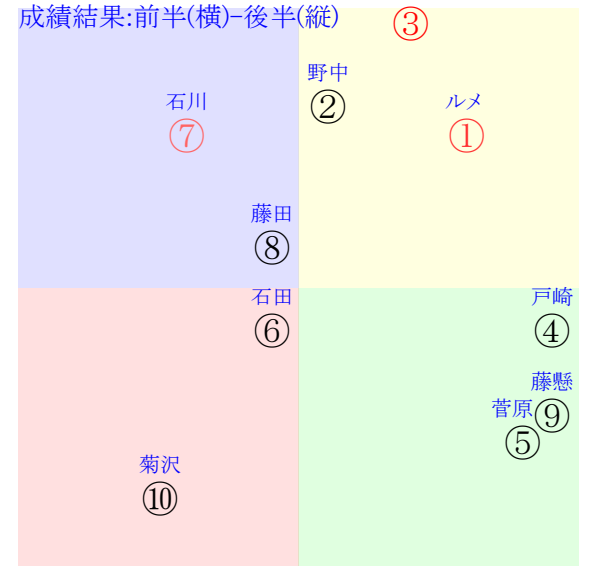 成績結果:前半(横)-後半(縦)
③
野中
②
石川
⑦
ルメ
①
藤田
⑧
石田
⑥
戸崎
④
藤懸
⑨
菅原
⑤
菊沢
⑩